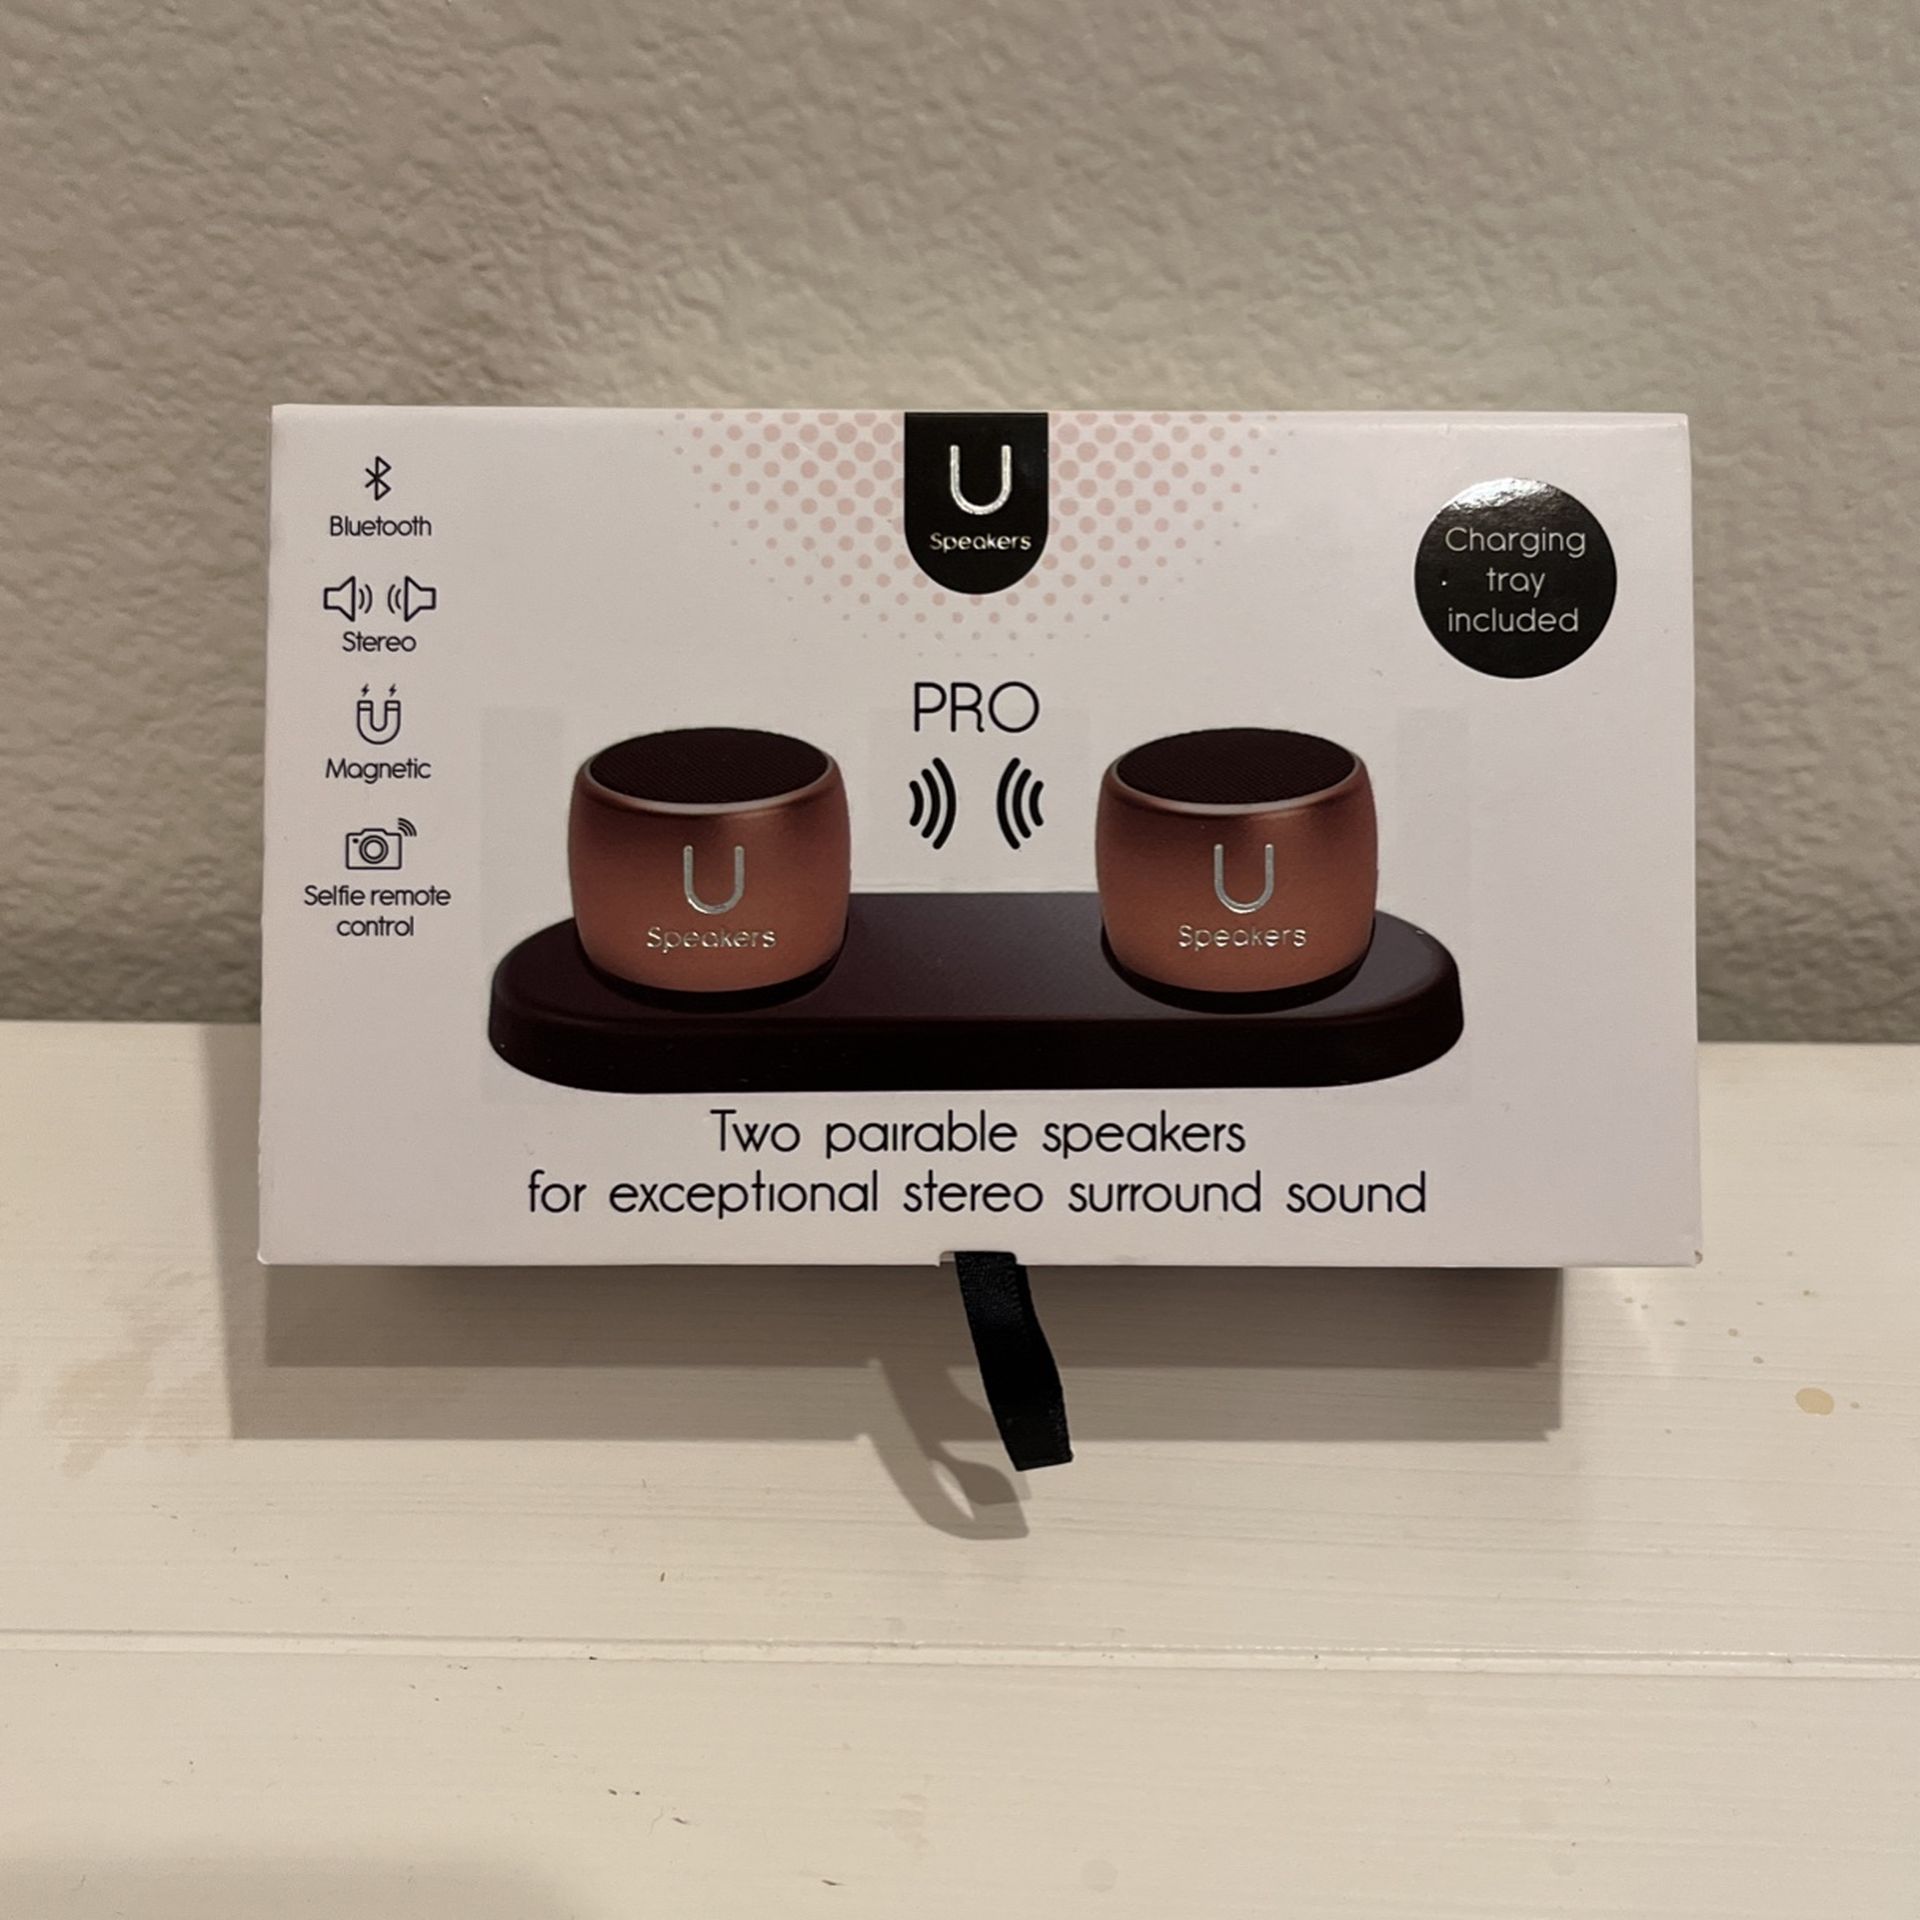 U
Speakers
Bluetooth
Stereo
Magnetic
Selfie remote
control
Charging
tray
included
PRO
U
Speakers
U
Speakers
Two pairable speakers
for exceptional stereo surround sound